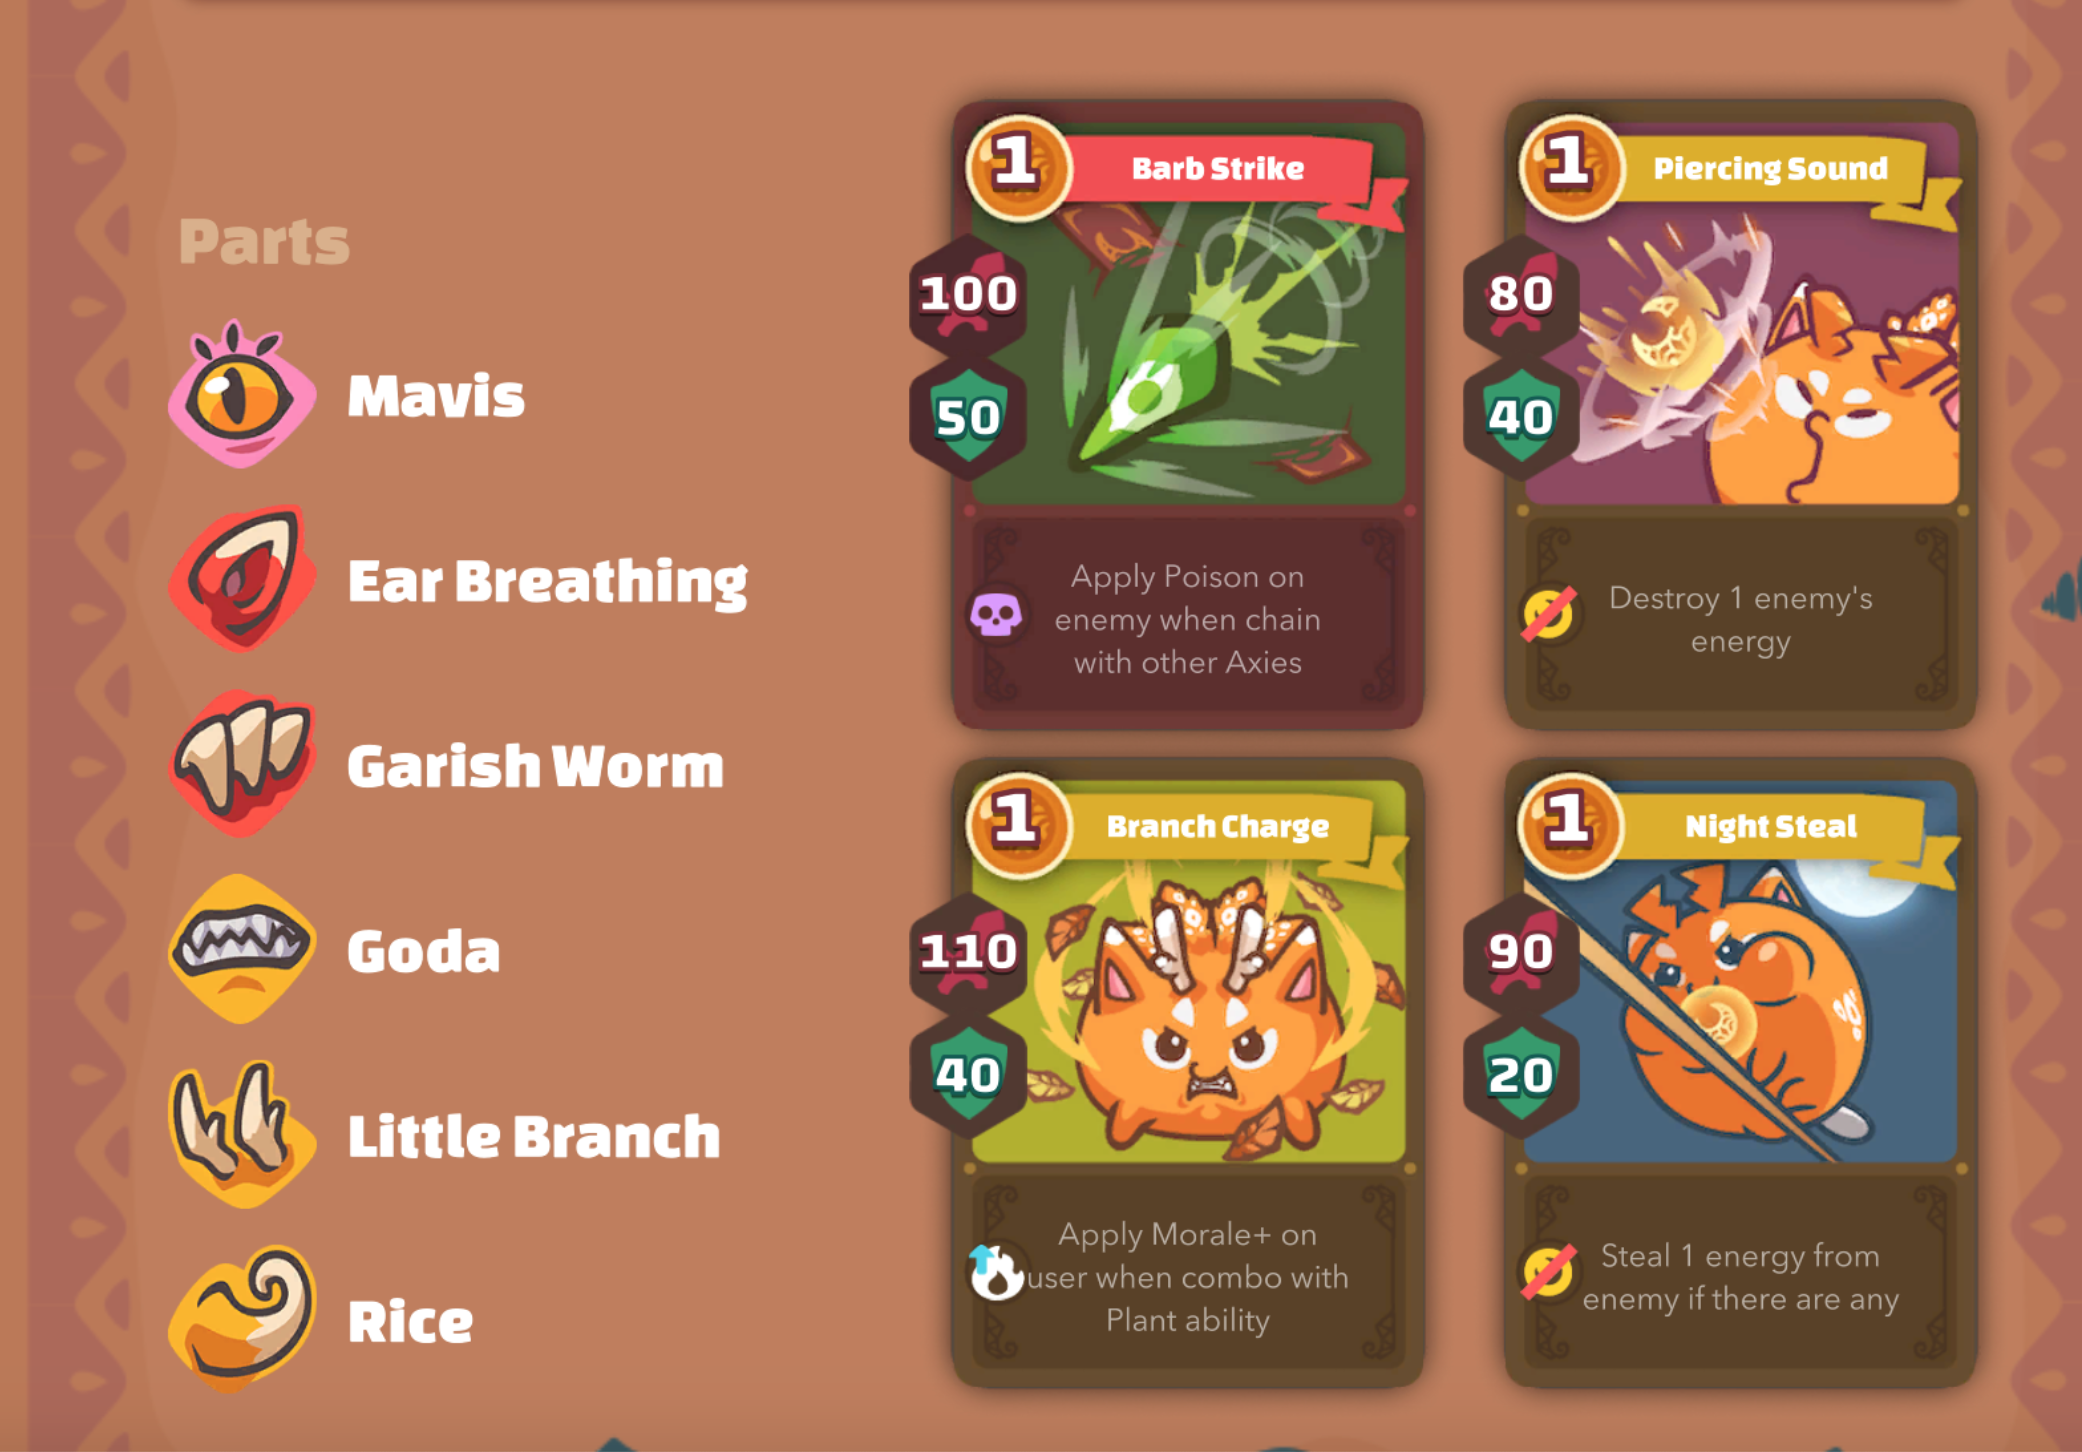 Parts
Mavis
Ear Breathing
Garish Worm
Goda
Little Branch
Rice
1
Barb Strike
100
50
Apply Poison on
enemy when chain
with other Axies
1
Piercing Sound
80
40
Destroy 1 enemy's
energy
1
Branch Charge
110
40
Apply Morale+ on
user when combo with
Plant ability
1
Night Steal
90
20
Steal 1 energy from
enemy if there are any